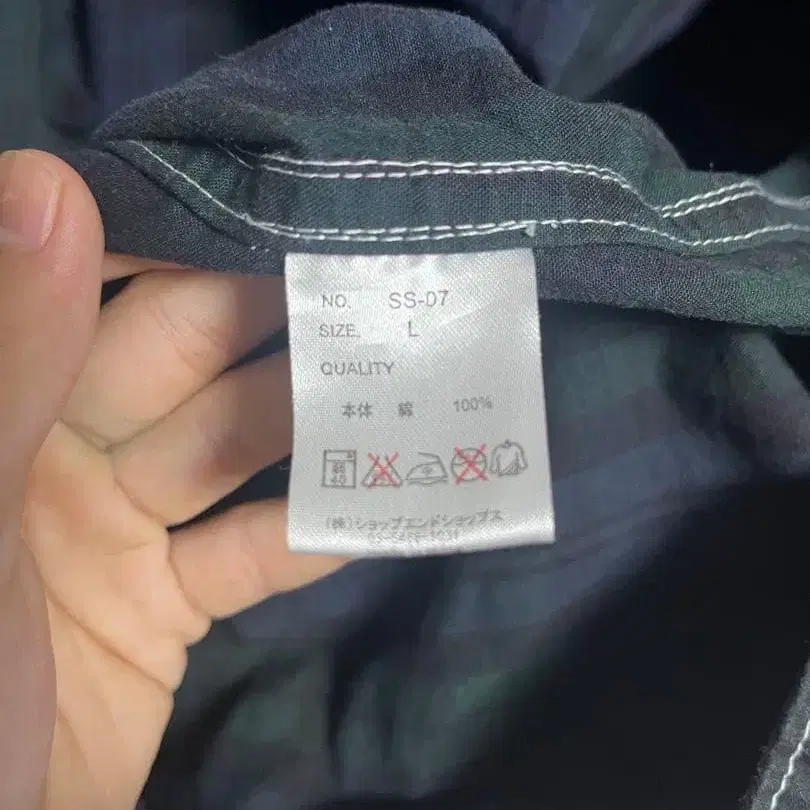 NO. SS-07
SIZE. L
QUALITY
本体 綿 100%
40
(株)ショップエンドショップス